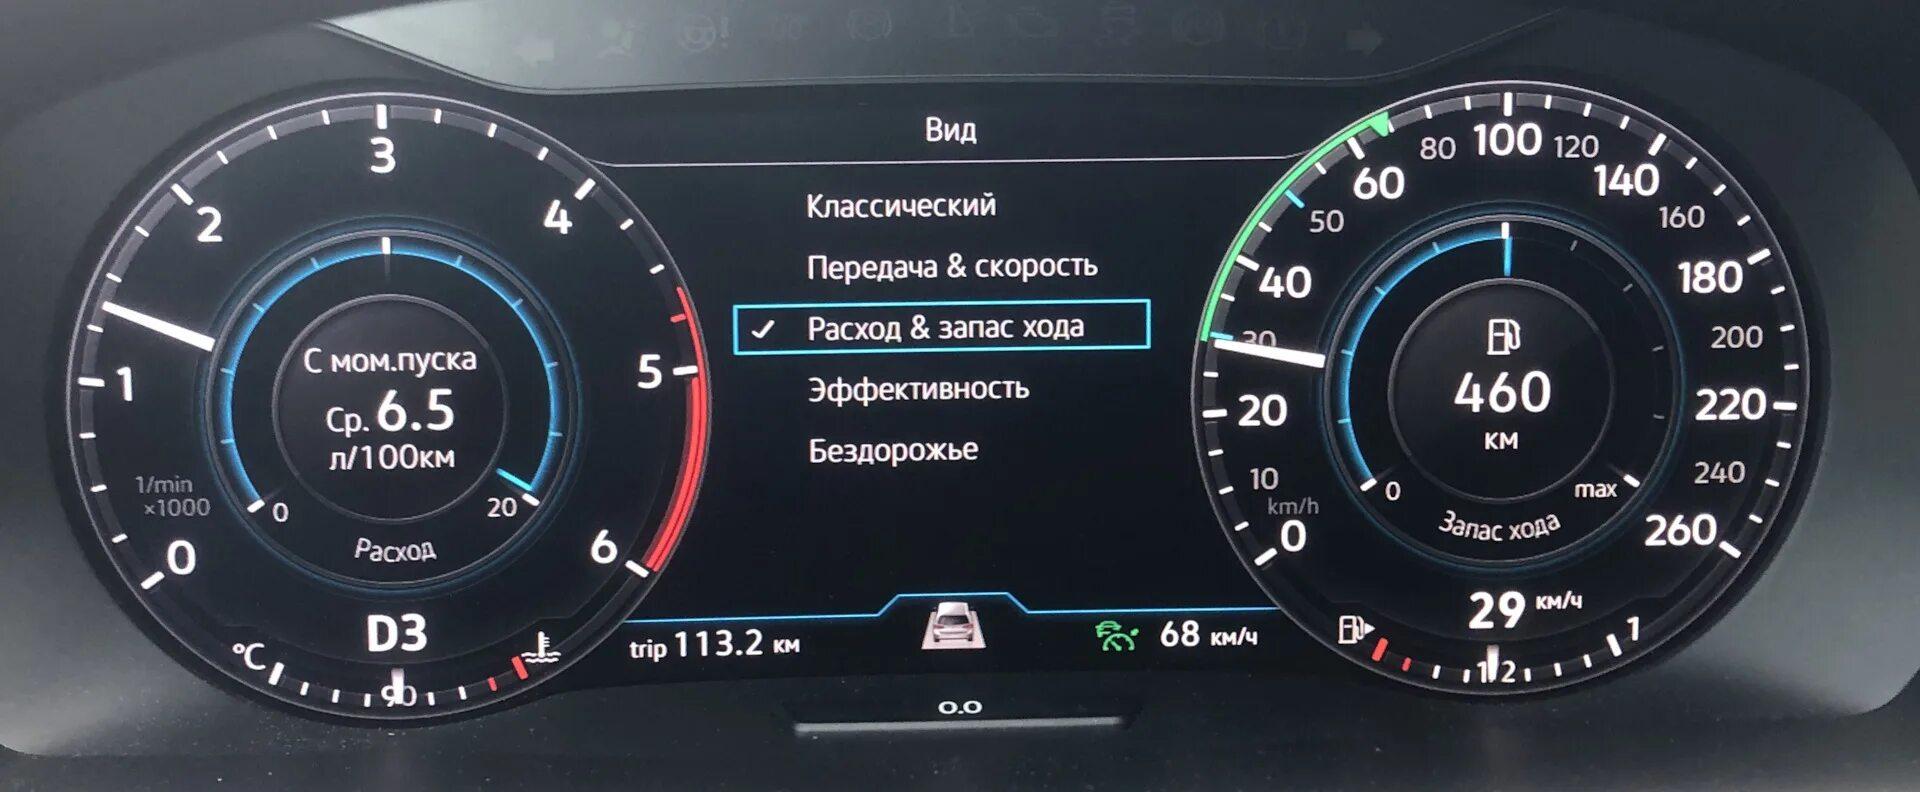 Вид
Классический
Передача & скорость
Расход & запас хода
Эффективность
Бездорожье
0
1
2
3
4
5
6
1/min
×1000
С мом.пуска
Ср. 6.5
л/100км
0
20
Расход
D3
°C
90
trip 113.2 км
68 км/ч
0.0
0
10
20
30
40
50
60
80
100
120
140
160
180
200
220
240
260
km/h
460
км
0
max
Запас хода
29 км/ч
1/2
1